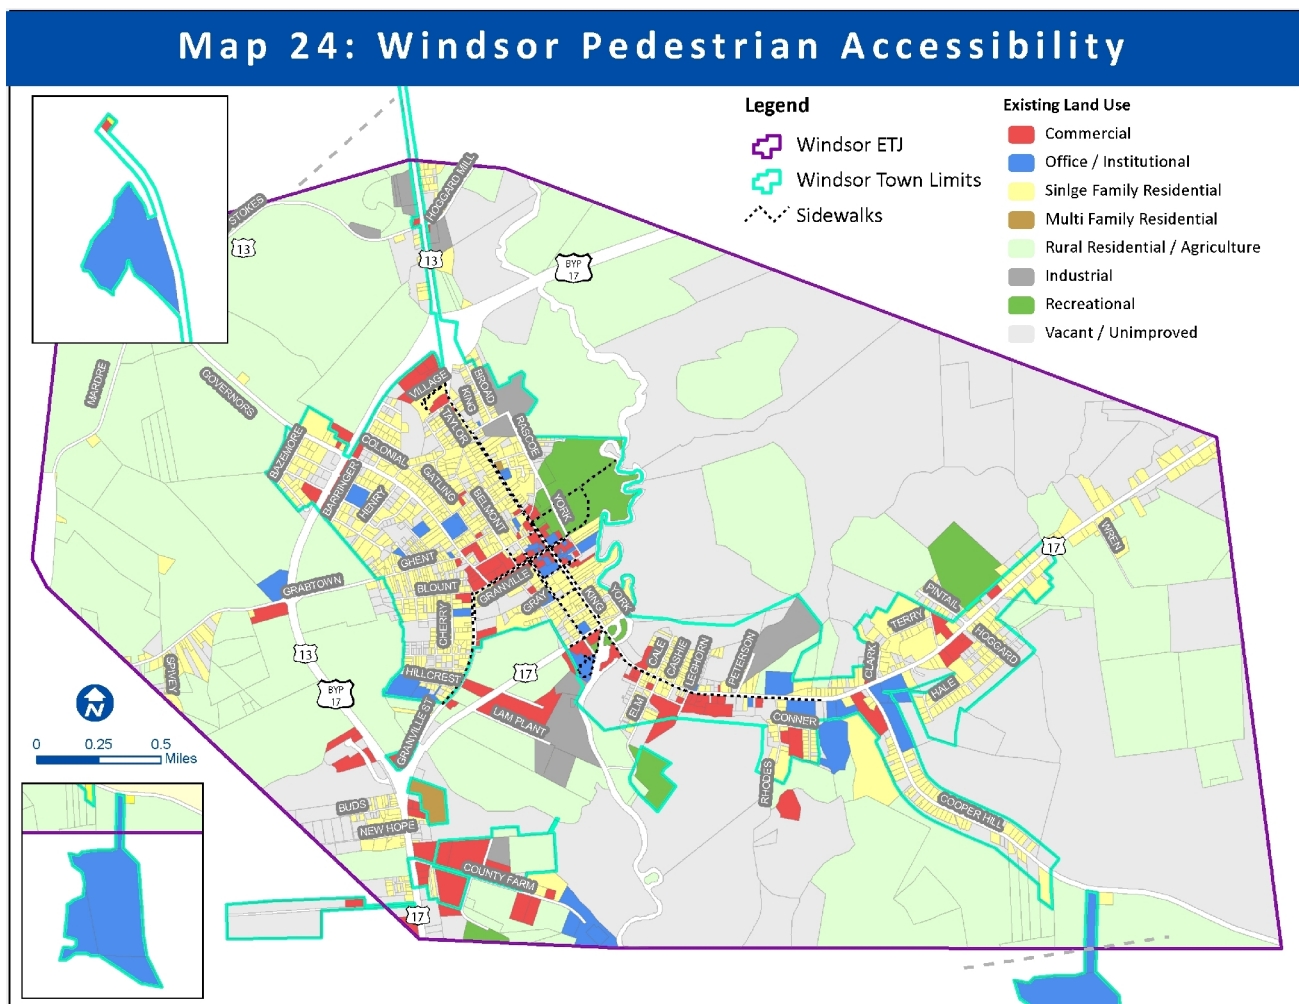 Map 24: Windsor Pedestrian Accessibility
Legend
Windsor ETJ
Windsor Town Limits
Sidewalks
Existing Land Use
Commercial
Office / Institutional
Sinlge Family Residential
Multi Family Residential
Rural Residential / Agriculture
Industrial
Recreational
Vacant / Unimproved
STOKES
13
HOGGARD MILL
13
BYP
17
MARDRE
GOVERNORS
VILLAGE
BROAD
KING
TAYLOR
RASCOE
BAZEMORE
COLONIAL
BARRINGER
HENRY
GATLING
BELMONT
YORK
17
WREN
GHENT
GRABTOWN
BLOUNT
GRANVILLE
GRAY
KING
YORK
CHERRY
PINTAIL
TERRY
HOGGARD
SPIVEY
13
HILLCREST
17
CALE
CASHIE
LEGHORN
PETERSON
CLARK
HALE
BYP
17
GRANVILLE ST
LAM PLANT
ELM
CONNER
N
0 0.25 0.5
Miles
RHODES
BUDS
NEW HOPE
COOPER HILL
COUNTY FARM
17